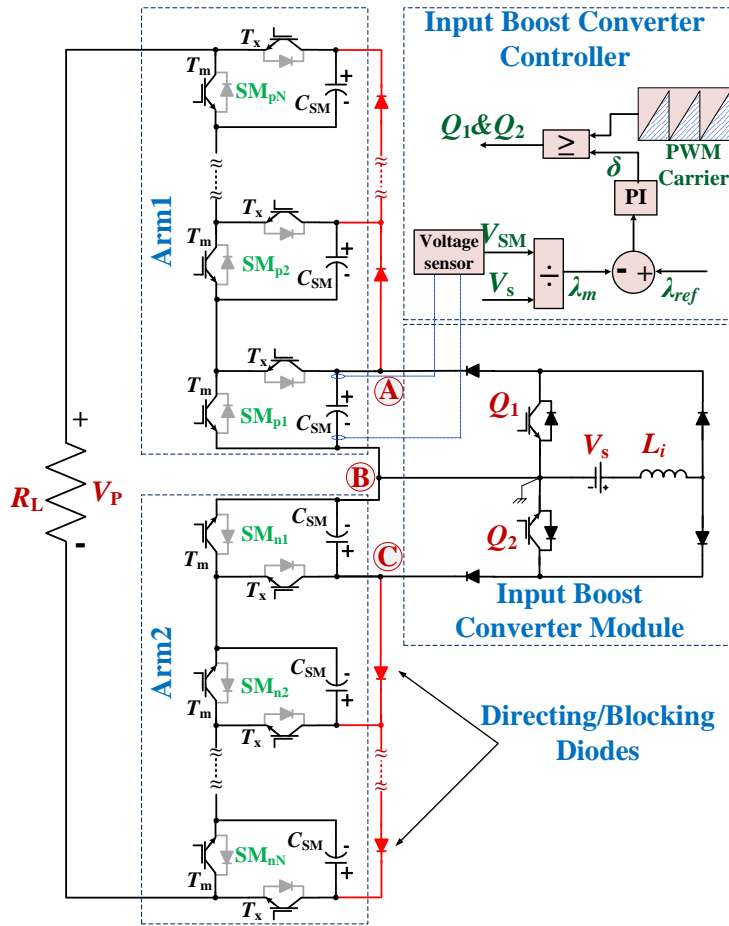 Input Boost Converter
Controller
Q1&Q2
≥
PWM
Carrier
δ
PI
Voltage
sensor
VSM
Vs
÷
λm
-
+
λref
Arm1
Tx
Tm
SMpN
CSM
+
-
Tx
Tm
SMp2
CSM
+
-
Tx
Tm
SMp1
CSM
+
-
A
B
C
+
RL
VP
-
Q1
Vs
Li
-
+
Q2
Input Boost
Converter Module
Arm2
CSM
-
+
SMn1
Tm
Tx
CSM
-
+
SMn2
Tm
Tx
CSM
-
+
SMnN
Tm
Tx
Directing/Blocking
Diodes